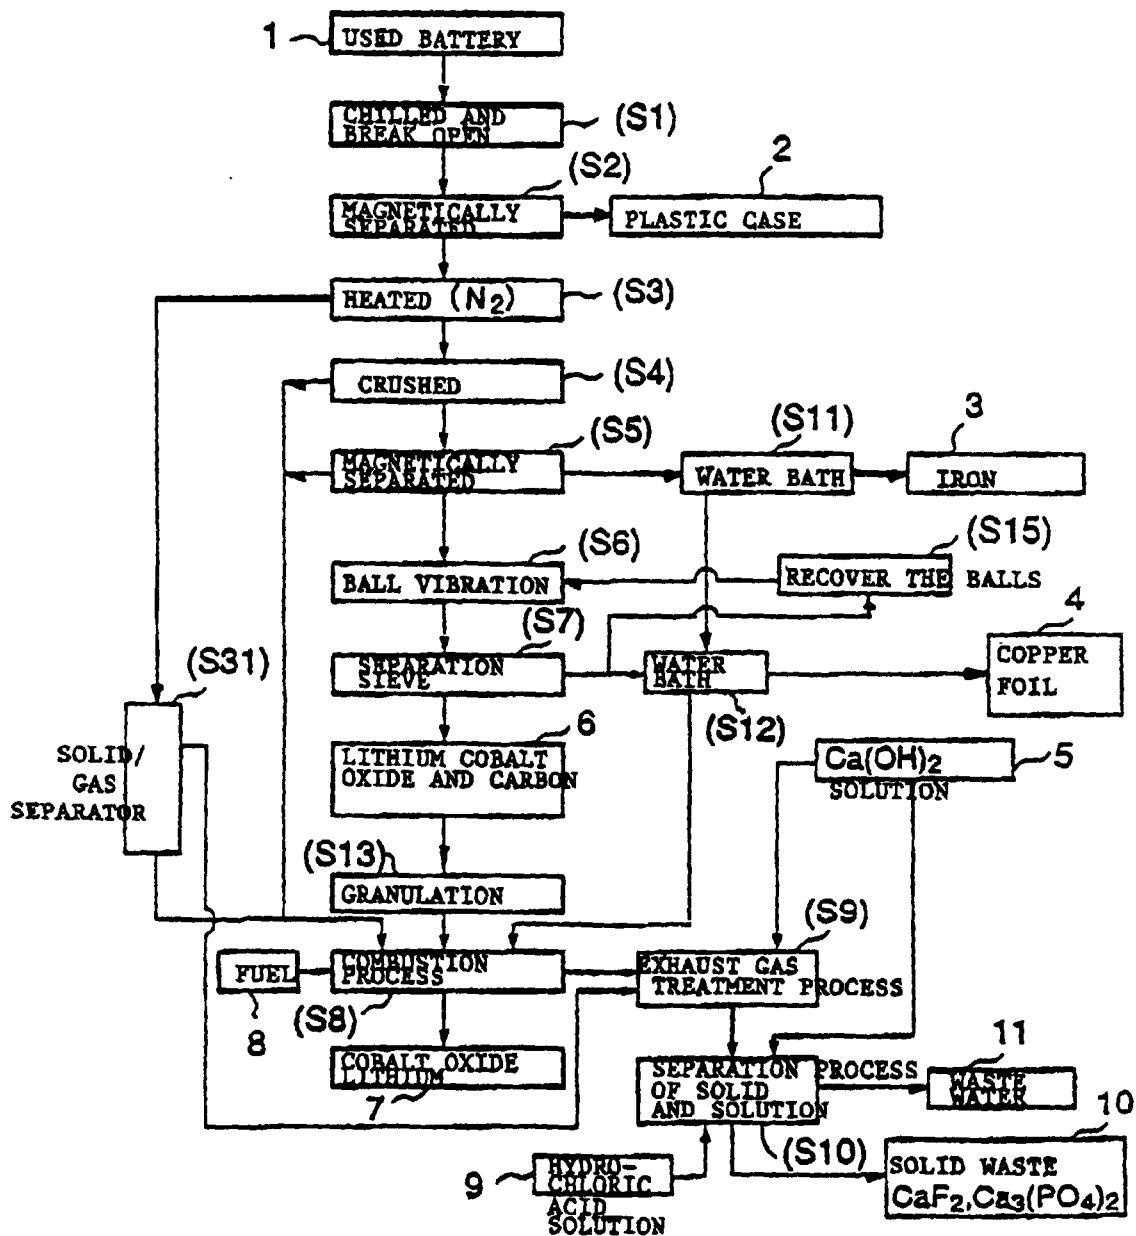 1
USED BATTERY
CHILLED AND
BREAK OPEN
(S1)
(S2)
2
MAGNETICALLY
SEPARATED
PLASTIC CASE
HEATED (N2)
(S3)
CRUSHED
(S4)
(S5)
(S11)
3
MAGNETICALLY
SEPARATED
WATER BATH
IRON
(S6)
(S15)
BALL VIBRATION
RECOVER THE BALLS
(S7)
4
SEPARATION
SIEVE
WATER
BATH
COPPER
FOIL
(S31)
(S12)
6
SOLID/
GAS
SEPARATOR
LITHIUM COBALT
OXIDE AND CARBON
Ca(OH)2
SOLUTION
5
(S13)
GRANULATION
(S9)
FUEL
8
COMBUSTION
PROCESS
(S8)
EXHAUST GAS
TREATMENT PROCESS
COBALT OXIDE
LITHIUM
7
SEPARATION PROCESS
OF SOLID
AND SOLUTION
11
WASTE
WATER
(S10)
10
9
HYDRO-
CHLORIC
ACID
SOLUTION
SOLID WASTE
CaF2,Ca3(PO4)2